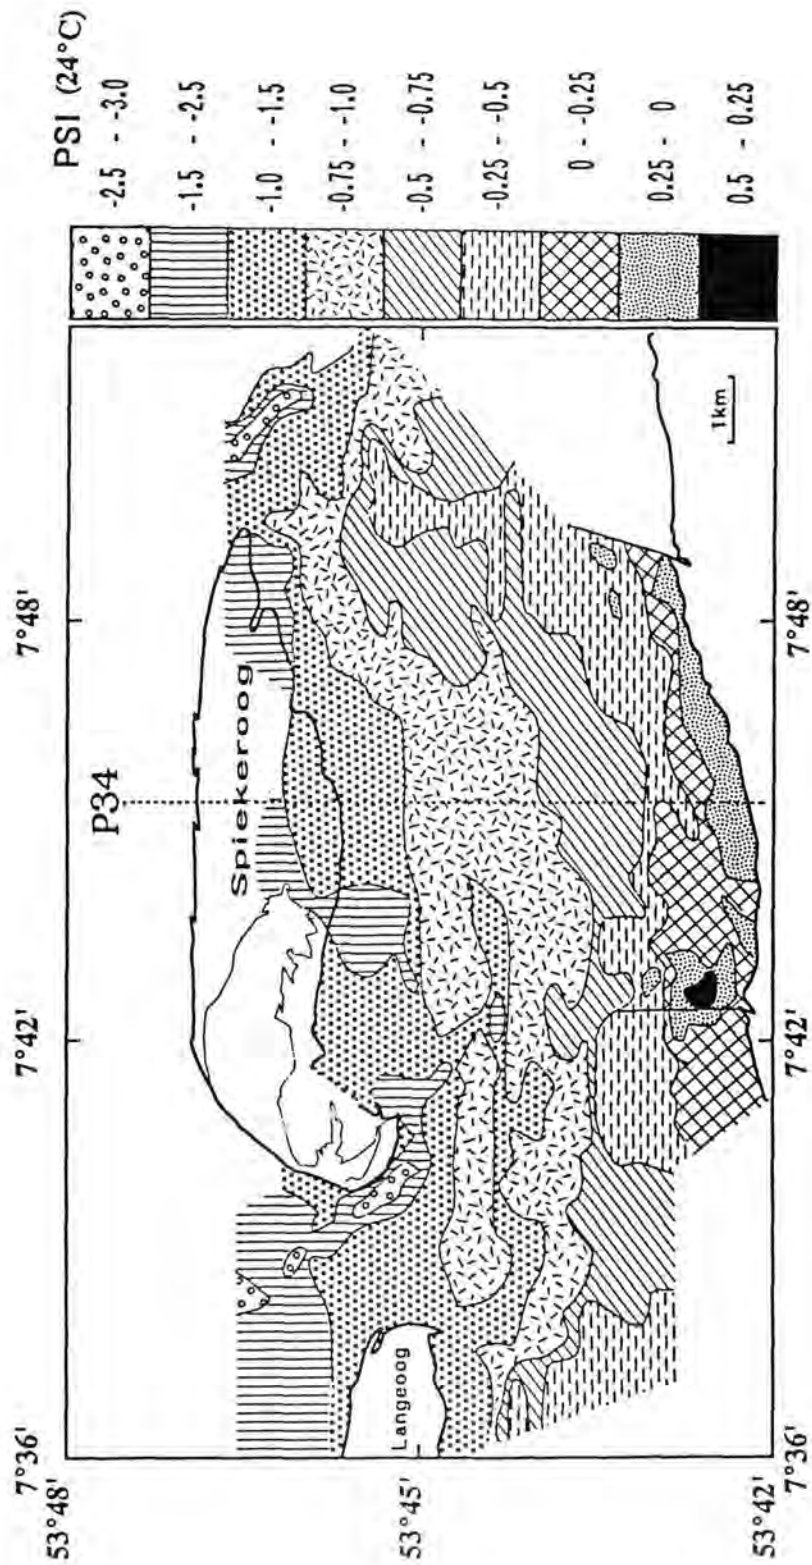 PSI (24°C)
-2.5 - -3.0
-1.5 - -2.5
-1.0 - -1.5
-0.75 - -1.0
-0.5 - -0.75
-0.25 - -0.5
0 - -0.25
0.25 - 0
0.5 - 0.25
7°48'
P34
Spiekeroog
7°42'
Langeoog
1km
7°48'
7°42'
7°36'
7°36'
53°48'
53°45'
53°42'